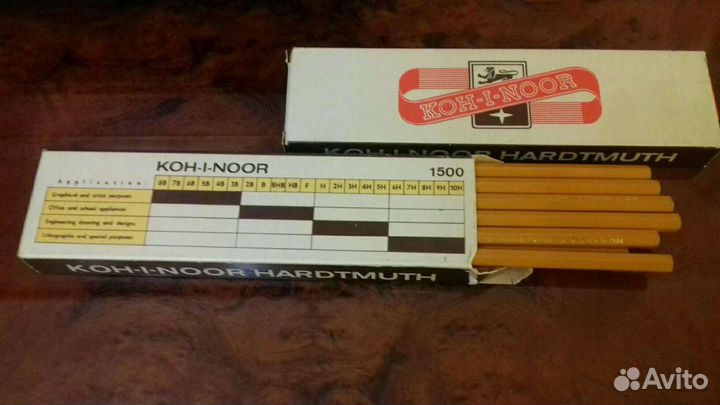 KOH-I-NOOR
KOH-I-NOOR HARDTMUTH
KOH-I-NOOR 1500
Application: 8B 7B 6B 5B 4B 3B 2B B BHB HB F H 2H 3H 4H 5H 6H 7H 8H 9H 10H
Graphical and artist purposes
Office and school appliances
Engineering drawing and designs
Lithographic and special purposes
KOH-I-NOOR HARDTMUTH
Avito